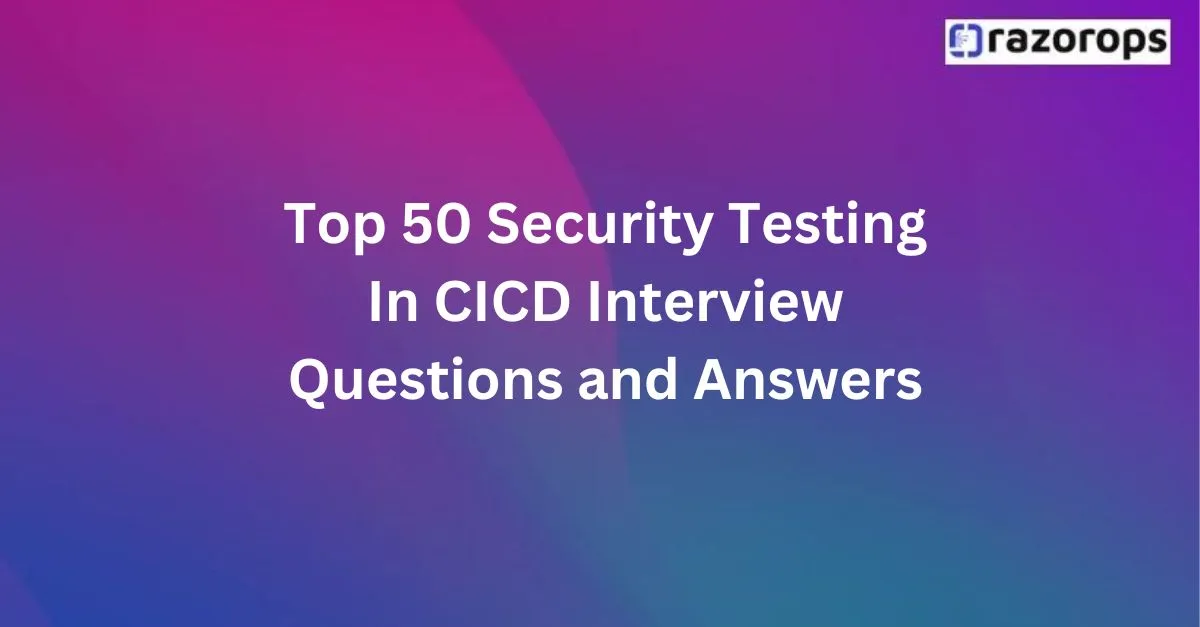 razorops
Top 50 Security Testing
In CICD Interview
Questions and Answers